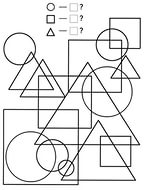 ○ — □ ?
□ — □ ?
△ — □ ?